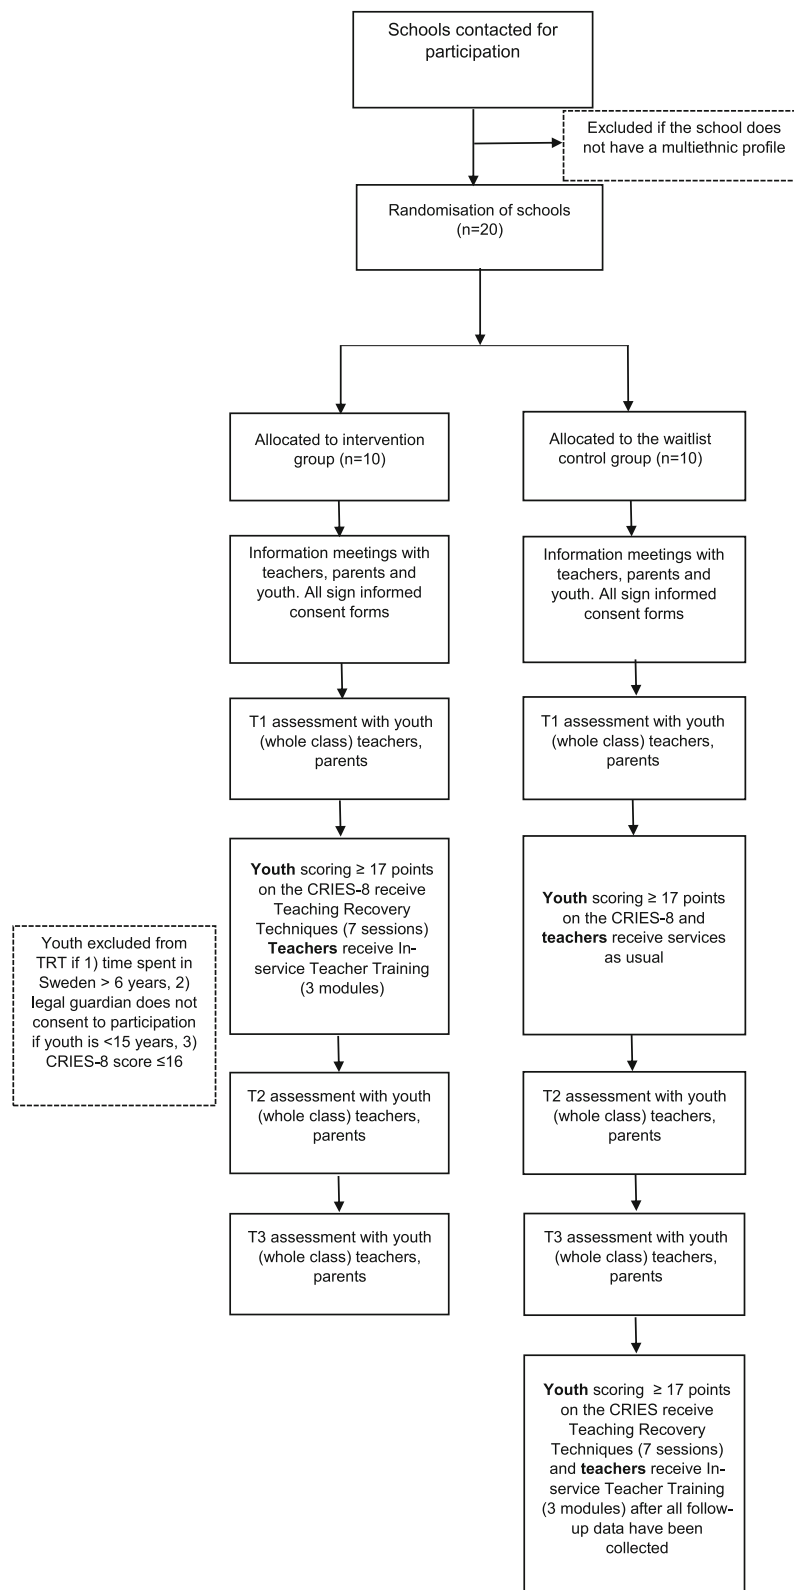 Schools contacted for
participation
Excluded if the school does
not have a multiethnic profile
Randomisation of schools
(n=20)
Allocated to intervention
group (n=10)
Allocated to the waitlist
control group (n=10)
Information meetings with
teachers, parents and
youth. All sign informed
consent forms
Information meetings with
teachers, parents and
youth. All sign informed
consent forms
T1 assessment with youth
(whole class) teachers,
parents
T1 assessment with youth
(whole class) teachers,
parents
Youth scoring ≥ 17 points
on the CRIES-8 receive
Teaching Recovery
Techniques (7 sessions)
Teachers receive In-
service Teacher Training
(3 modules)
Youth scoring ≥ 17 points
on the CRIES-8 and
teachers receive services
as usual
Youth excluded from
TRT if 1) time spent in
Sweden > 6 years, 2)
legal guardian does not
consent to participation
if youth is <15 years, 3)
CRIES-8 score ≤16
T2 assessment with youth
(whole class) teachers,
parents
T2 assessment with youth
(whole class) teachers,
parents
T3 assessment with youth
(whole class) teachers,
parents
T3 assessment with youth
(whole class) teachers,
parents
Youth scoring ≥ 17 points
on the CRIES receive
Teaching Recovery
Techniques (7 sessions)
and teachers receive In-
service Teacher Training
(3 modules) after all follow-
up data have been
collected